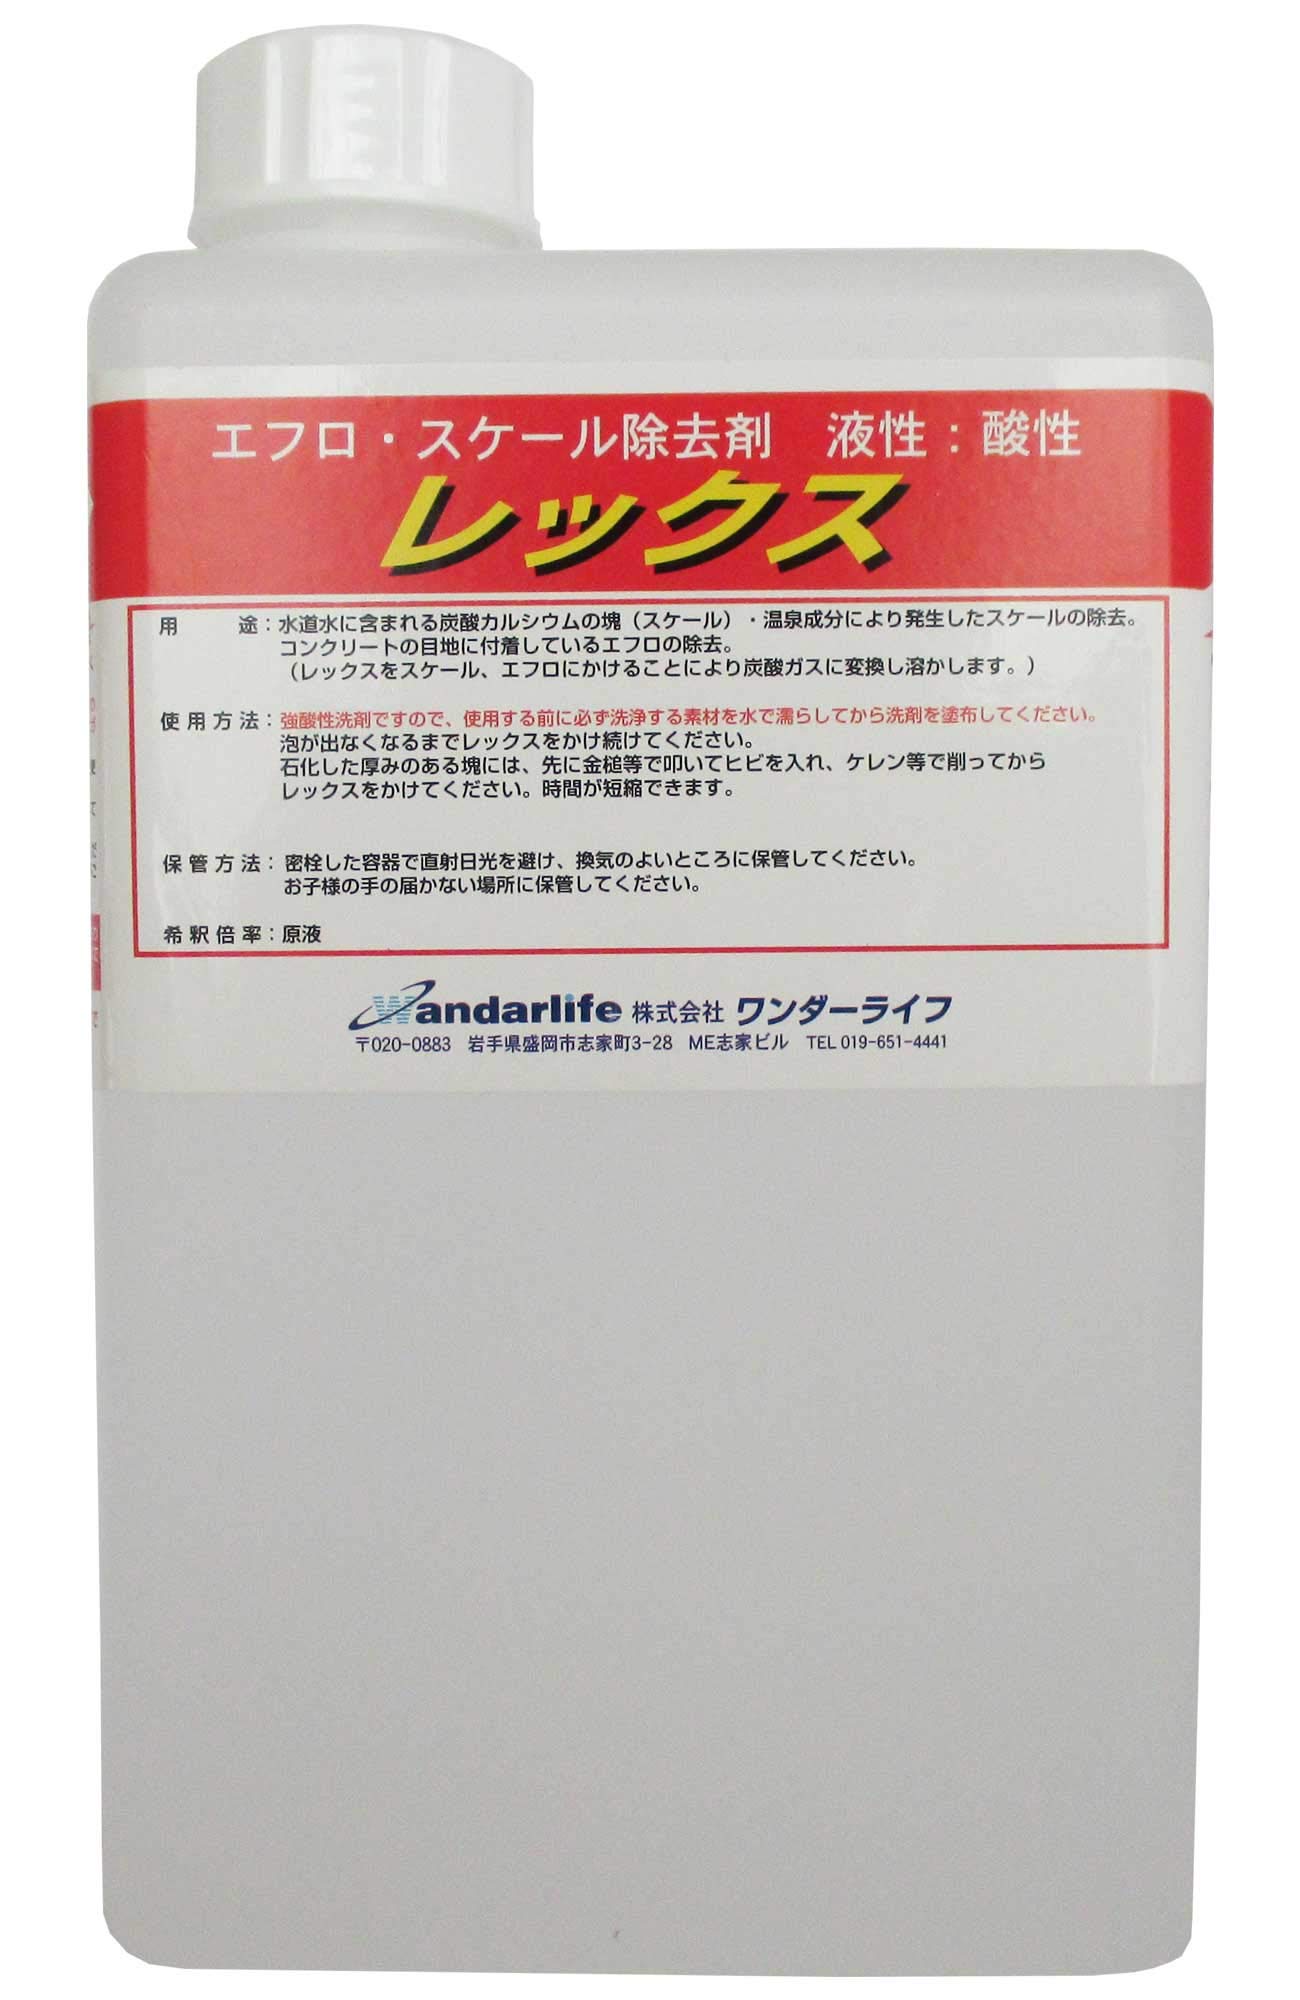 エフロ・スケール除去剤　液性：酸性
レックス
用　　途：水道水に含まれる炭酸カルシウムの塊（スケール）・温泉成分により発生したスケールの除去。
コンクリートの目地に付着しているエフロの除去。
（レックスをスケール、エフロにかけることにより炭酸ガスに変換し溶かします。）
使用方法：強酸性洗剤ですので、使用する前に必ず洗浄する素材を水で濡らしてから洗剤を塗布してください。
泡が出なくなるまでレックスをかけ続けてください。
石化した厚みのある塊には、先に金槌等で叩いてヒビを入れ、ケレン等で削ってから
レックスをかけてください。時間が短縮できます。
保管方法：密栓した容器で直射日光を避け、換気のよいところに保管してください。
お子様の手の届かない場所に保管してください。
希釈倍率：原液
Wandarlife 株式会社 ワンダーライフ
〒020-0883　岩手県盛岡市志家町3-28　ME志家ビル　TEL 019-651-4441